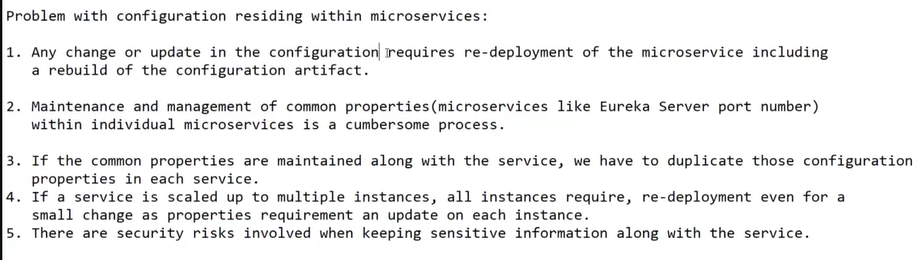 Problem with configuration residing within microservices:
1. Any change or update in the configuration requires re-deployment of the microservice including
a rebuild of the configuration artifact.
2. Maintenance and management of common properties(microservices like Eureka Server port number)
within individual microservices is a cumbersome process.
3. If the common properties are maintained along with the service, we have to duplicate those configuration
properties in each service.
4. If a service is scaled up to multiple instances, all instances require, re-deployment even for a
small change as properties requirement an update on each instance.
5. There are security risks involved when keeping sensitive information along with the service.